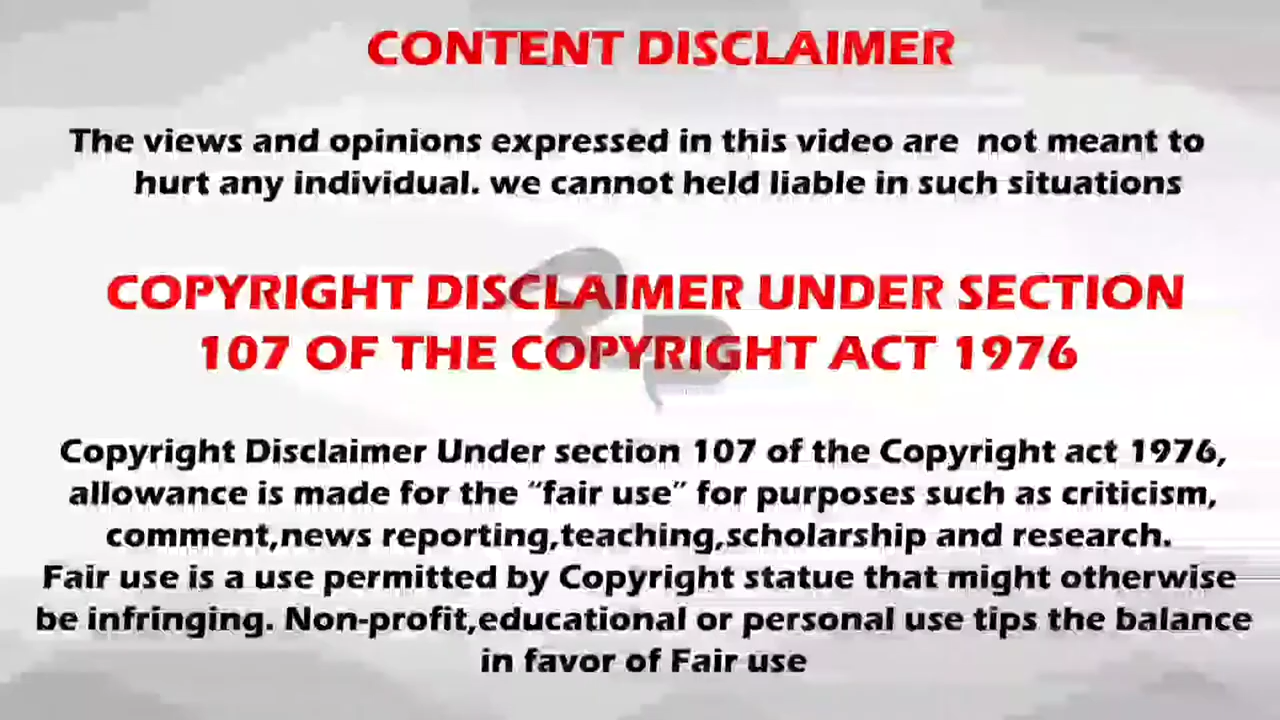 CONTENT DISCLAIMER
The views and opinions expressed in this video are not meant to
hurt any individual. we cannot held liable in such situations
COPYRIGHT DISCLAIMER UNDER SECTION
107 OF THE COPYRIGHT ACT 1976
Copyright Disclaimer Under section 107 of the Copyright act 1976,
allowance is made for the “fair use” for purposes such as criticism,
comment,news reporting,teaching,scholarship and research.
Fair use is a use permitted by Copyright statue that might otherwise
be infringing. Non-profit,educational or personal use tips the balance
in favor of Fair use